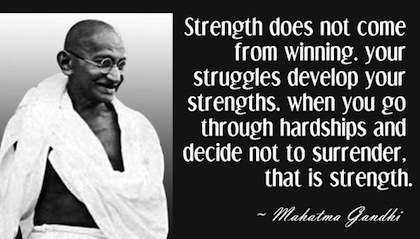 Strength does not come
from winning. your
struggles develop your
strengths. when you go
through hardships and
decide not to surrender,
that is strength.
~ Mahatma Gandhi